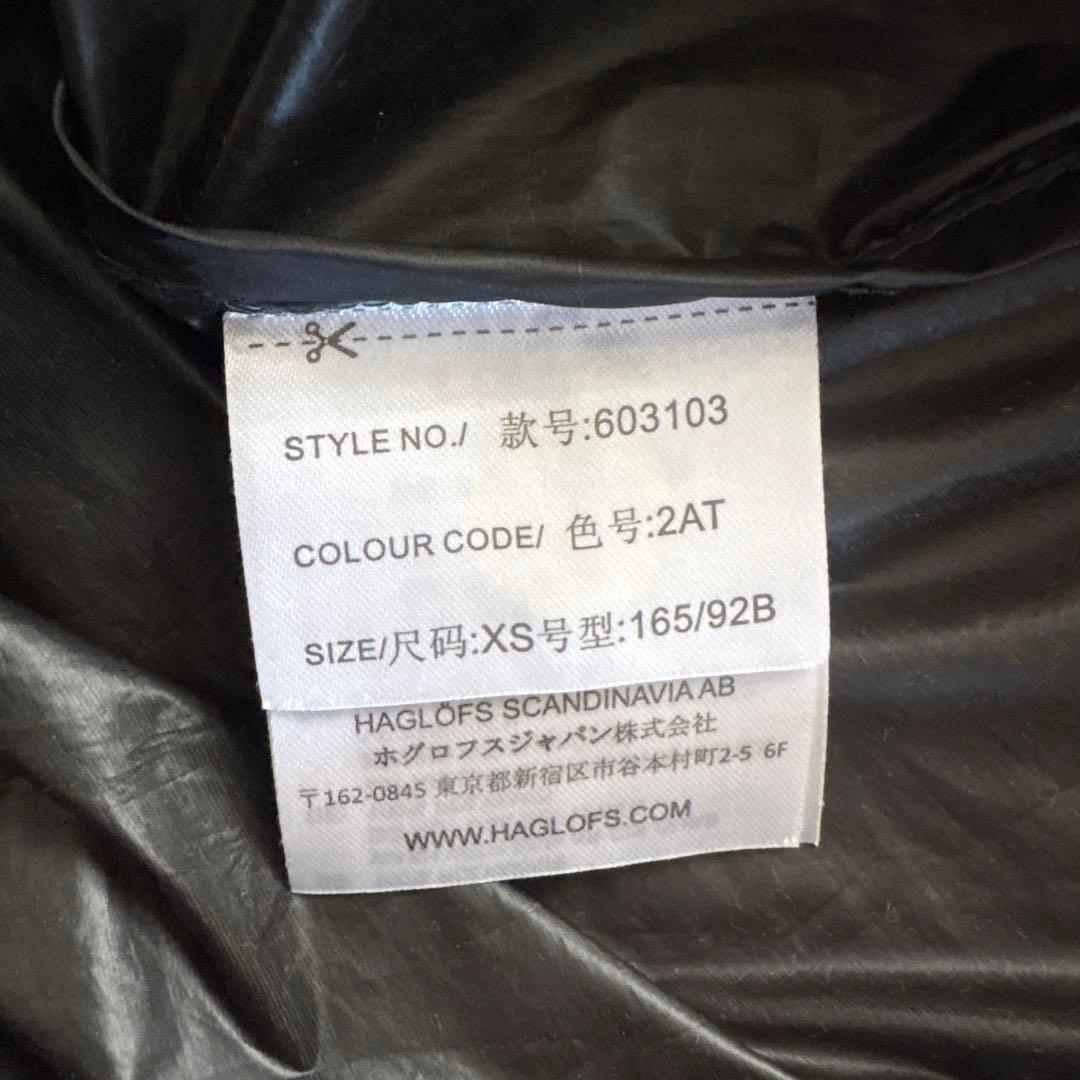 STYLE NO./ 款号:603103
COLOUR CODE/ 色号:2AT
SIZE/尺码:XS号型:165/92B
HAGLÖFS SCANDINAVIA AB
ホグロフスジャパン株式会社
〒162-0845 東京都新宿区市谷本村町2-5 6F
WWW.HAGLOFS.COM